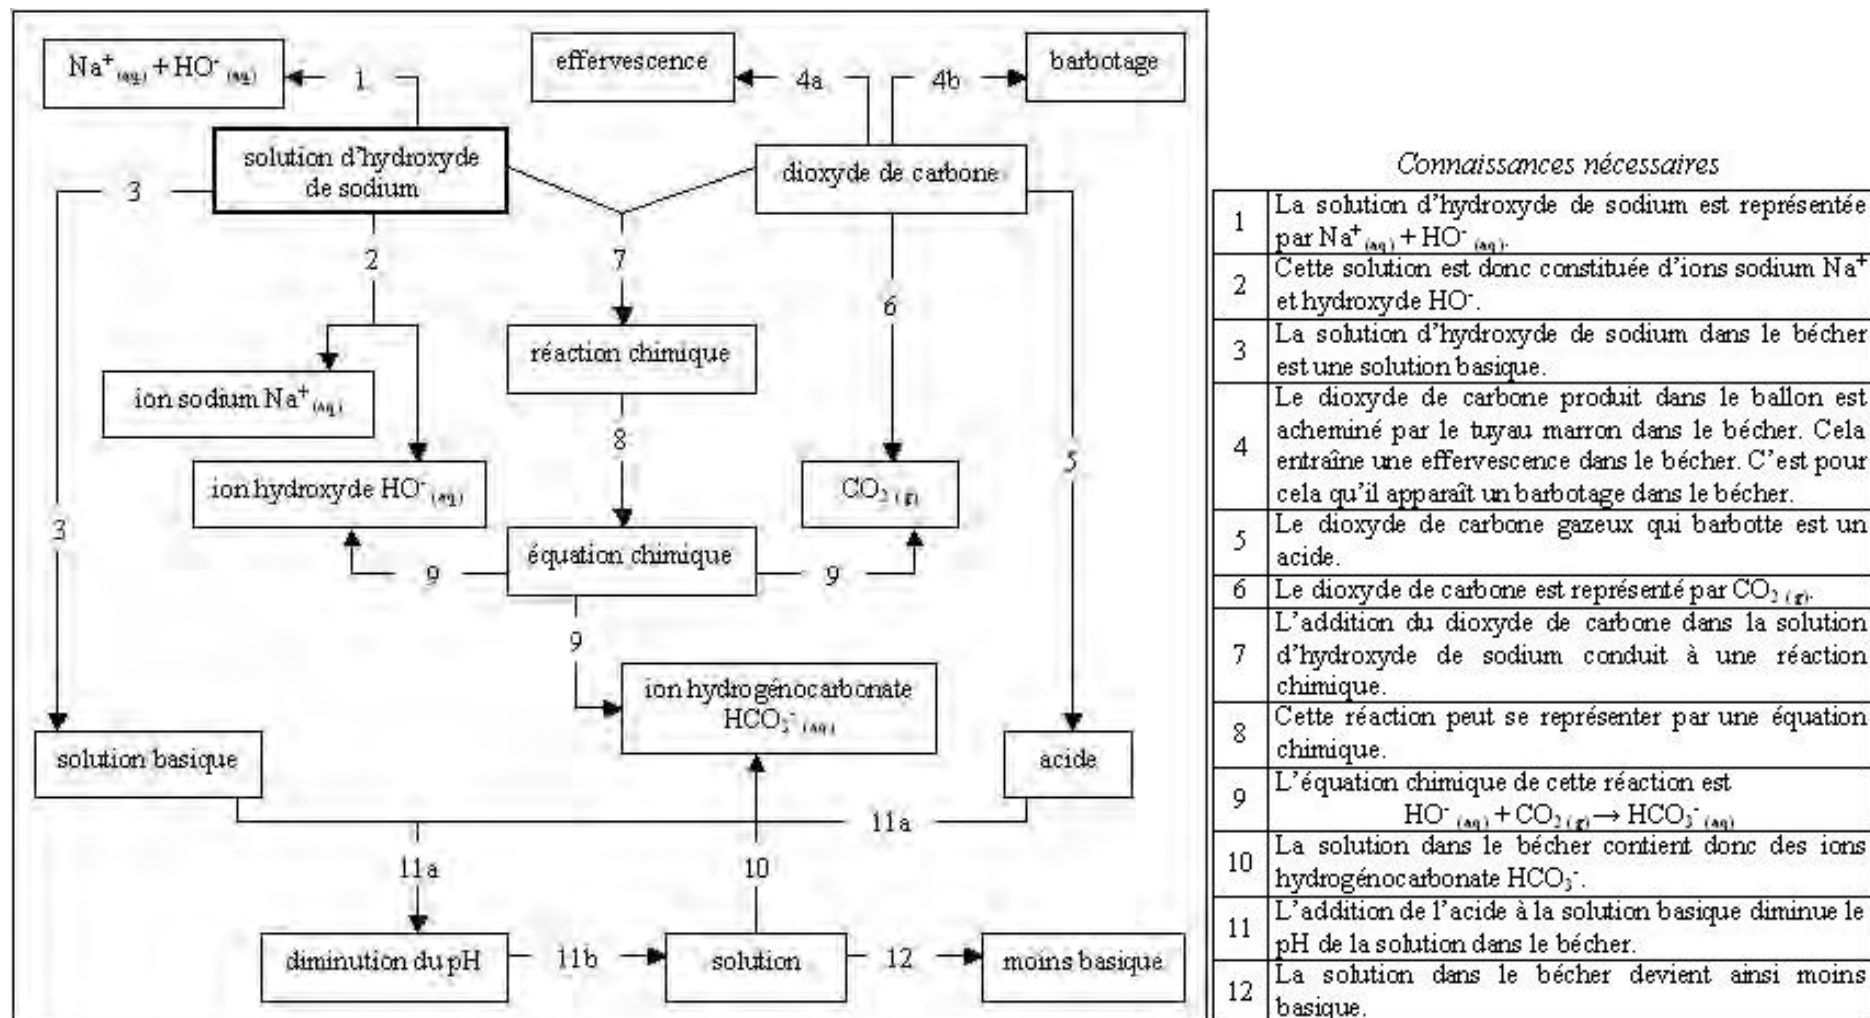 Na⁺ (aq) + HO⁻ (aq)
1
effervescence
4a
4b
barbotage
solution d'hydroxyde
de sodium
dioxyde de carbone
3
2
7
6
réaction chimique
ion sodium Na⁺ (aq)
8
5
ion hydroxyde HO⁻ (aq)
CO₂ (g)
3
équation chimique
9
9
9
ion hydrogénocarbonate
HCO₃⁻ (aq)
solution basique
acide
11a
11a
10
diminution du pH
11b
solution
12
moins basique
Connaissances nécessaires
1
La solution d'hydroxyde de sodium est représentée
par Na⁺ (aq) + HO⁻ (aq).
2
Cette solution est donc constituée d'ions sodium Na⁺
et hydroxyde HO⁻.
3
La solution d'hydroxyde de sodium dans le bécher
est une solution basique.
4
Le dioxyde de carbone produit dans le ballon est
acheminé par le tuyau marron dans le bécher. Cela
entraîne une effervescence dans le bécher. C'est pour
cela qu'il apparaît un barbotage dans le bécher.
5
Le dioxyde de carbone gazeux qui barbotte est un
acide.
6
Le dioxyde de carbone est représenté par CO₂ (g).
7
L'addition du dioxyde de carbone dans la solution
d'hydroxyde de sodium conduit à une réaction
chimique.
8
Cette réaction peut se représenter par une équation
chimique.
9
L'équation chimique de cette réaction est
HO⁻ (aq) + CO₂ (g) → HCO₃⁻ (aq)
10
La solution dans le bécher contient donc des ions
hydrogénocarbonate HCO₃⁻.
11
L'addition de l'acide à la solution basique diminue le
pH de la solution dans le bécher.
12
La solution dans le bécher devient ainsi moins
basique.